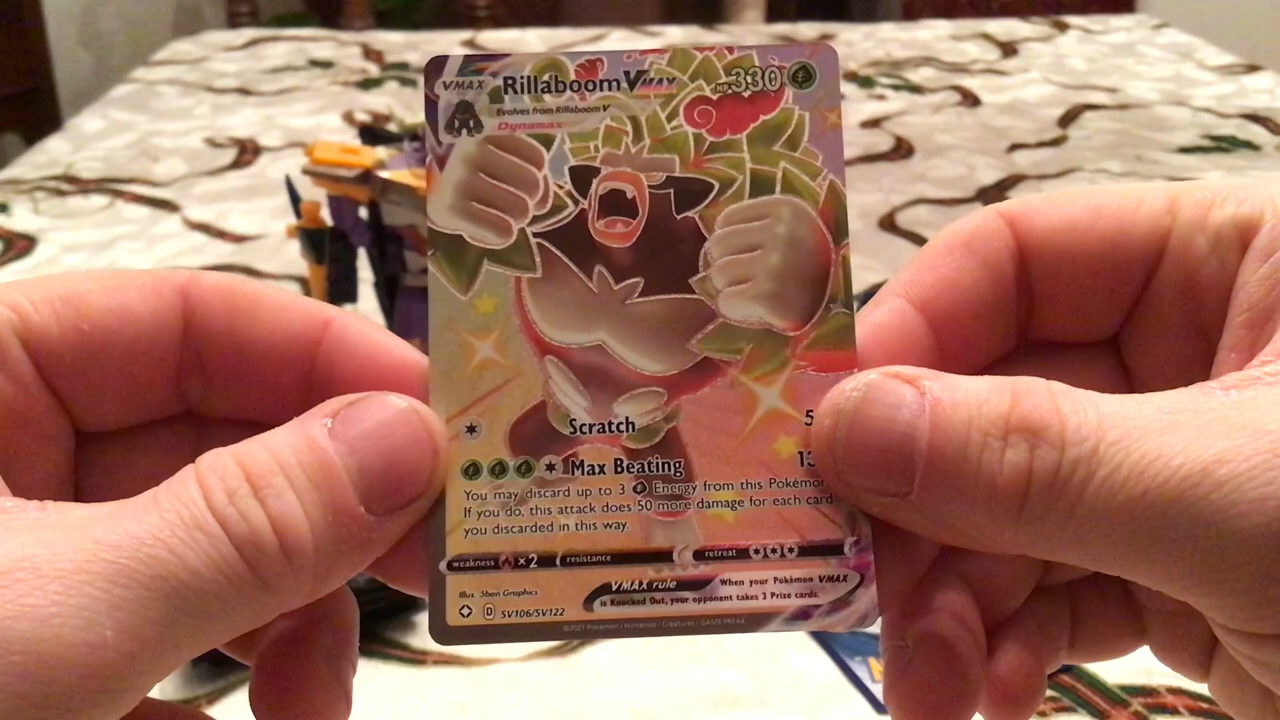 VMAX Rillaboom VMAX HP 330
Evolves from Rillaboom V
Dynamax
Scratch 5
Max Beating 1
You may discard up to 3 Energy from this Pokémon
If you do, this attack does 50 more damage for each card
you discarded in this way.
weakness ×2 resistance retreat
VMAX rule When your Pokémon VMAX
is Knocked Out, your opponent takes 3 Prize cards.
Illus. 5ban Graphics
D SV106/SV122
©2021 Pokémon / Nintendo / Creatures / GAME FREAK